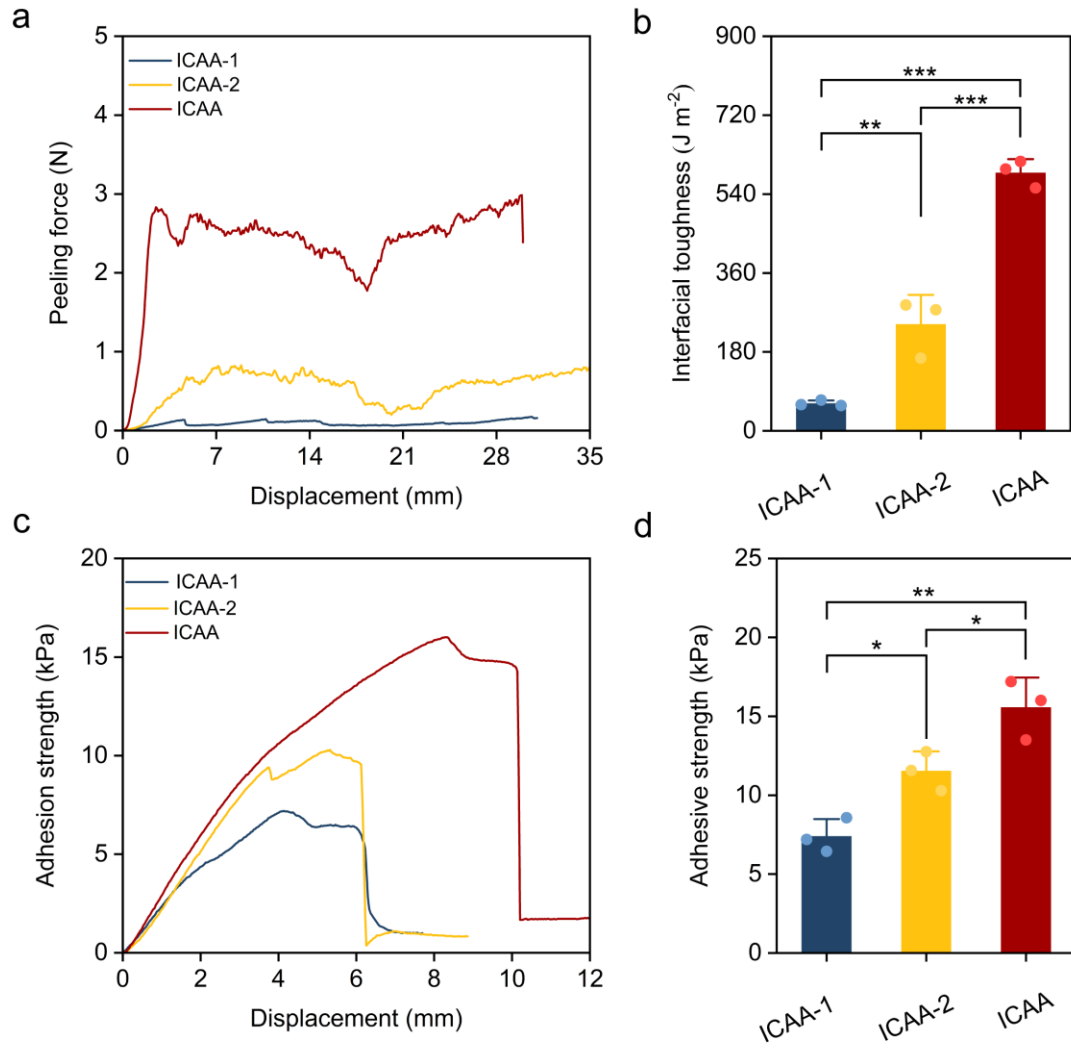 a
5
4
3
2
1
0
Peeling force (N)
ICAA-1
ICAA-2
ICAA
0
7
14
21
28
35
Displacement (mm)
b
900
720
540
360
180
0
Interfacial toughness (J m⁻²)
***
***
**
ICAA-1
ICAA-2
ICAA
c
20
15
10
5
0
Adhesion strength (kPa)
ICAA-1
ICAA-2
ICAA
0
2
4
6
8
10
12
Displacement (mm)
d
25
20
15
10
5
0
Adhesive strength (kPa)
**
*
*
ICAA-1
ICAA-2
ICAA